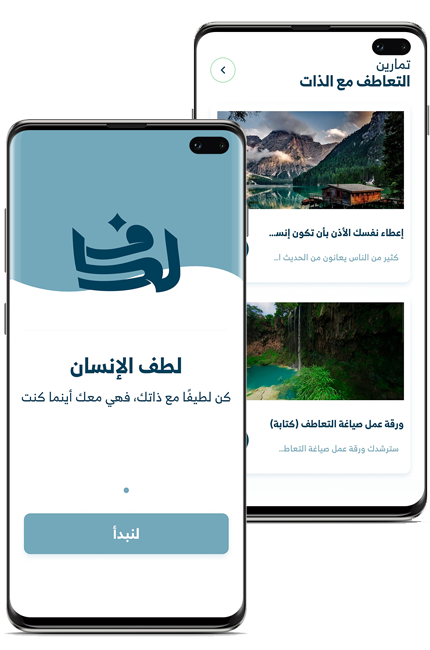 تمارين
التعاطف مع الذات
إعطاء نفسك الأذن بأن تكون إنسـ...
كثير من الناس يعانون من الحديث ا...
ورقة عمل صياغة التعاطف (كتابة)
سترشدك ورقة عمل صياغة التعاط...
لطف
لطف الإنسان
كن لطيفًا مع ذاتك، فهي معك أينما كنت
لنبدأ